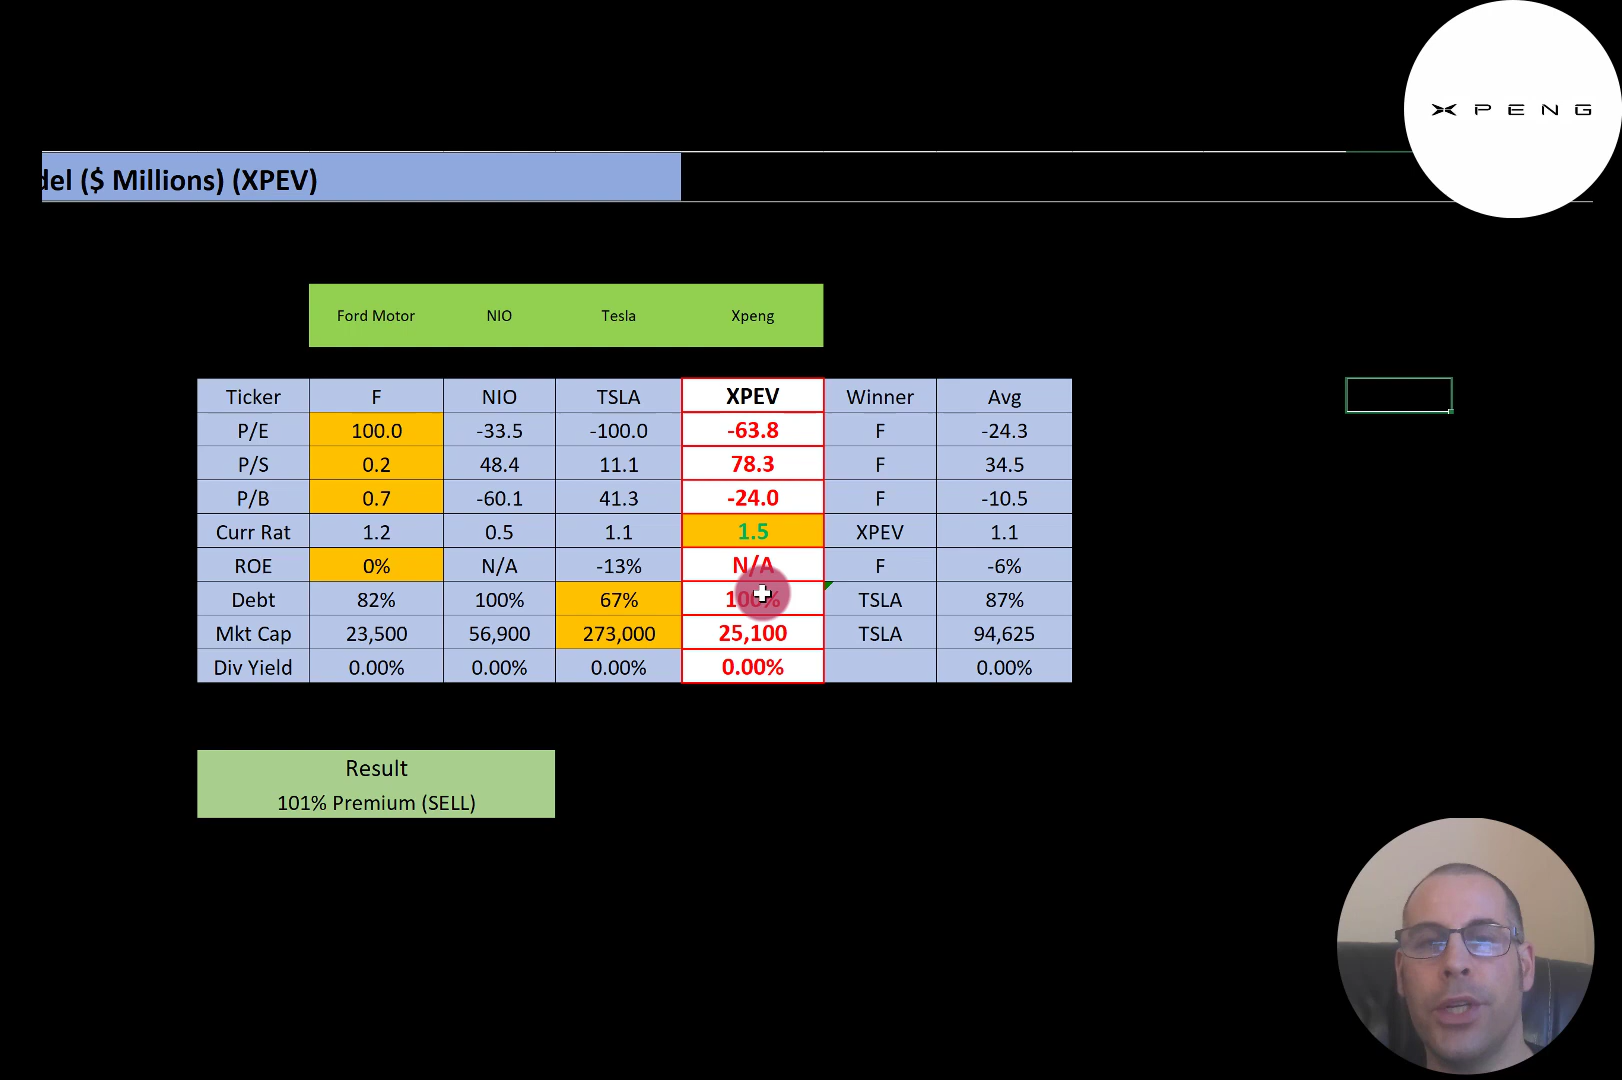 X P E N G
del ($ Millions) (XPEV)
Ford Motor NIO Tesla Xpeng
Ticker F NIO TSLA XPEV Winner Avg
P/E 100.0 -33.5 -100.0 -63.8 F -24.3
P/S 0.2 48.4 11.1 78.3 F 34.5
P/B 0.7 -60.1 41.3 -24.0 F -10.5
Curr Rat 1.2 0.5 1.1 1.5 XPEV 1.1
ROE 0% N/A -13% N/A F -6%
Debt 82% 100% 67% 100% TSLA 87%
Mkt Cap 23,500 56,900 273,000 25,100 TSLA 94,625
Div Yield 0.00% 0.00% 0.00% 0.00% 0.00%
Result
101% Premium (SELL)